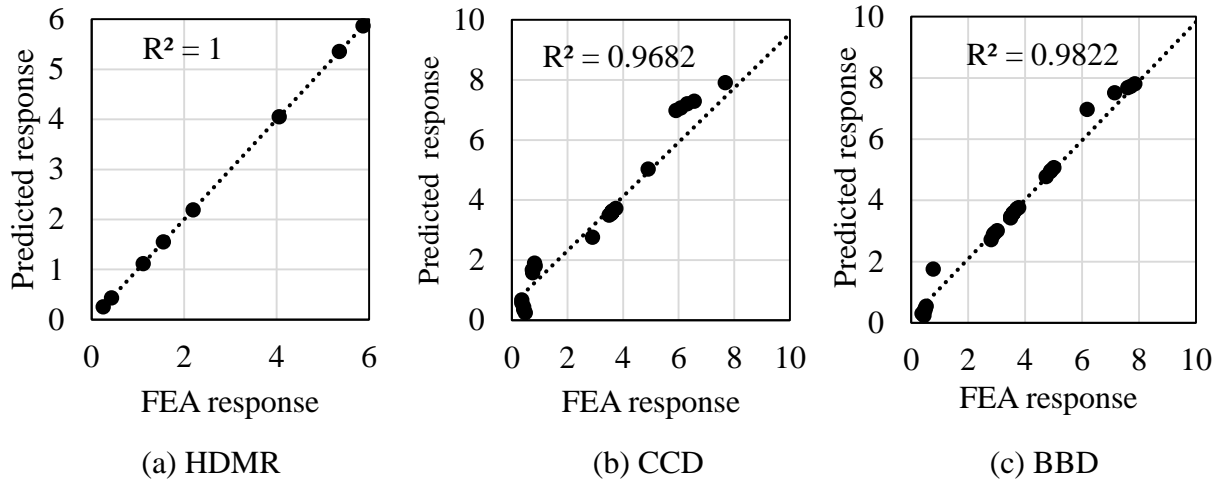 Predicted response
6
5
4
3
2
1
0
R² = 1
0 2 4 6
FEA response
(a) HDMR
Predicted response
10
8
6
4
2
0
R² = 0.9682
0 2 4 6 8 10
FEA response
(b) CCD
Predicted response
10
8
6
4
2
0
R² = 0.9822
0 2 4 6 8 10
FEA response
(c) BBD